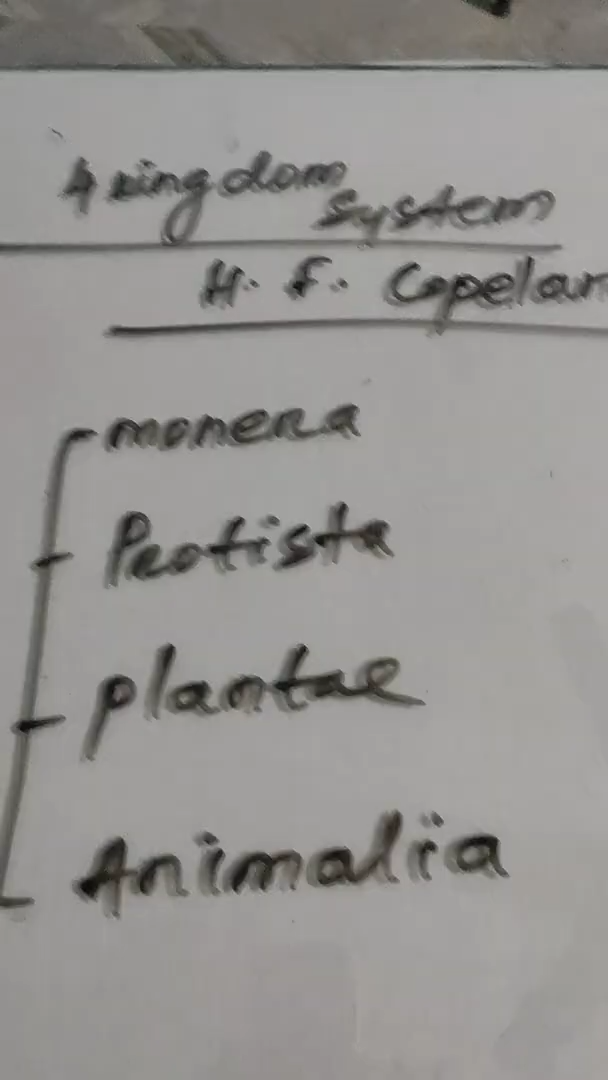 4 kingdom system
H. F. Copelan
monera
Protista
plantae
Animalia